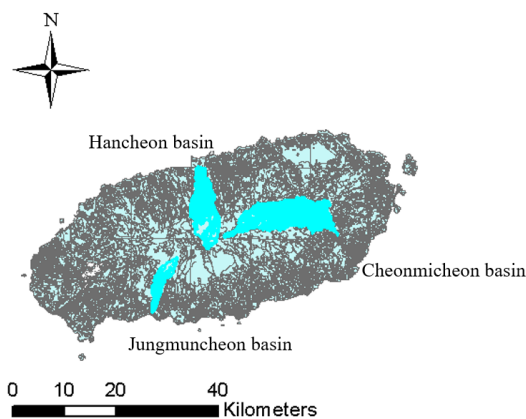 N
Hancheon basin
Cheonmicheon basin
Jungmuncheon basin
0 10 20 40
Kilometers